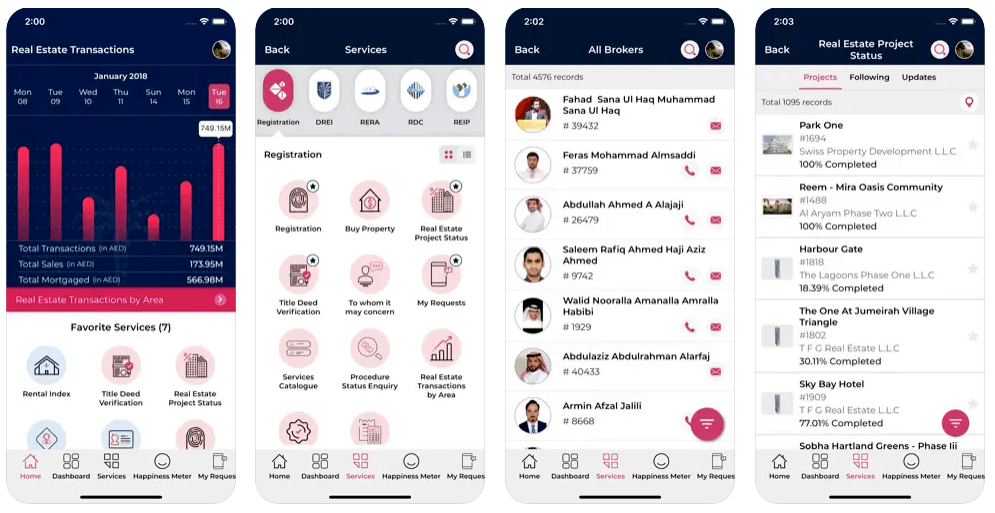 2:00
Real Estate Transactions
January 2018
Mon Tue Wed Thu Sun Mon Tue
08 09 10 11 14 15 16
749.15M
Total Transactions (in AED) 749.15M
Total Sales (in AED) 173.95M
Total Mortgaged (in AED) 566.98M
Real Estate Transactions by Area
Favorite Services (7)
Rental Index
Title Deed
Verification
Real Estate
Project Status
Home Dashboard Services Happiness Meter My Reques
2:00
Back Services
Registration DREI RERA RDC REIP
Registration
Registration
Buy Property
Real Estate
Project Status
Title Deed
Verification
To whom it
may concern
My Requests
Services
Catalogue
Procedure
Status Enquiry
Real Estate
Transactions
by Area
Home Dashboard Services Happiness Meter My Reques
2:02
Back All Brokers
Total 4576 records
Fahad Sana Ul Haq Muhammad
Sana Ul Haq
# 39432
Feras Mohammad Almsaddi
# 37759
Abdullah Ahmed A Alajaji
# 26479
Saleem Rafiq Ahmed Haji Aziz
Ahmed
# 9742
Walid Nooralla Amanalla Amralla
Habibi
# 1929
Abdulaziz Abdulrahman Alarfaj
# 40433
Armin Afzal Jalili
# 8668
Home Dashboard Services Happiness Meter My Reques
2:03
Back Real Estate Project
Status
Projects Following Updates
Total 1095 records
Park One
#1694
Swiss Property Development L.L.C
100% Completed
Reem - Mira Oasis Community
#1488
Al Aryam Phase Two L.L.C
100% Completed
Harbour Gate
#1818
The Lagoons Phase One L.L.C
18.39% Completed
The One At Jumeirah Village
Triangle
#1802
T F G Real Estate L.L.C
30.11% Completed
Sky Bay Hotel
#1909
T F G Real Estate L.L.C
77.01% Completed
Sobha Hartland Greens - Phase Iii
Home Dashboard Services Happiness Meter My Reques